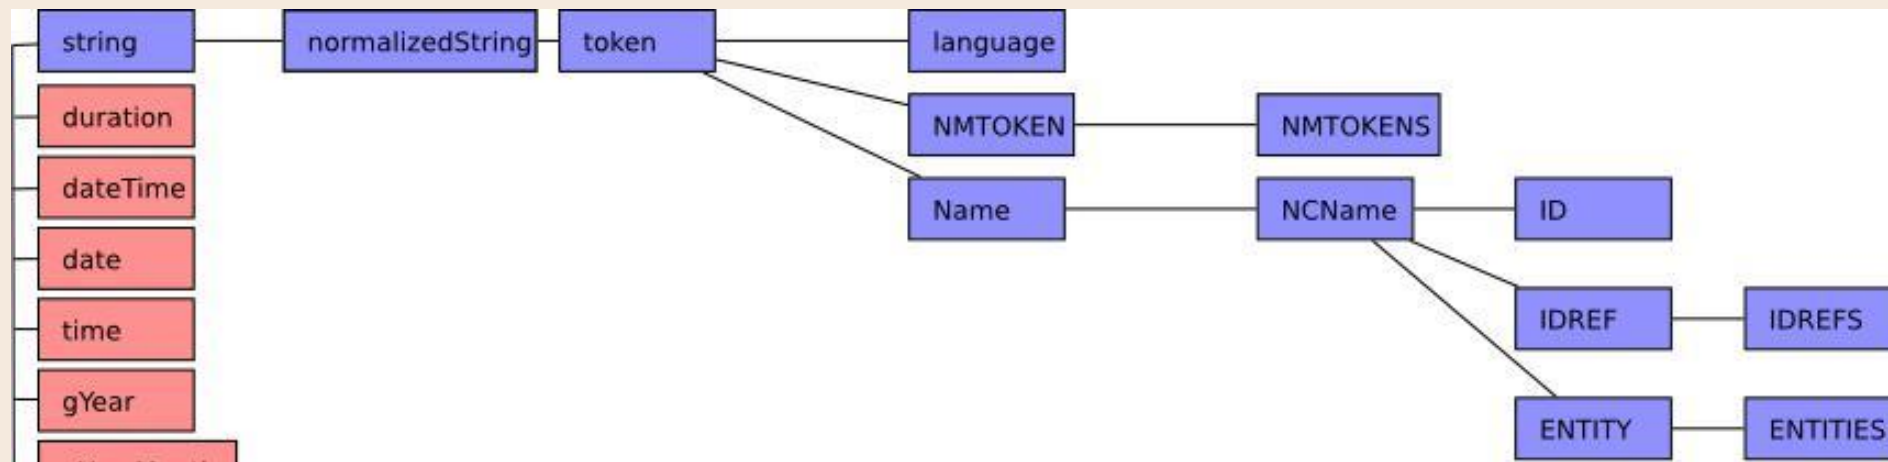 string
normalizedString
token
language
duration
NMTOKEN
NMTOKENS
dateTime
Name
NCName
ID
date
time
IDREF
IDREFS
gYear
ENTITY
ENTITIES